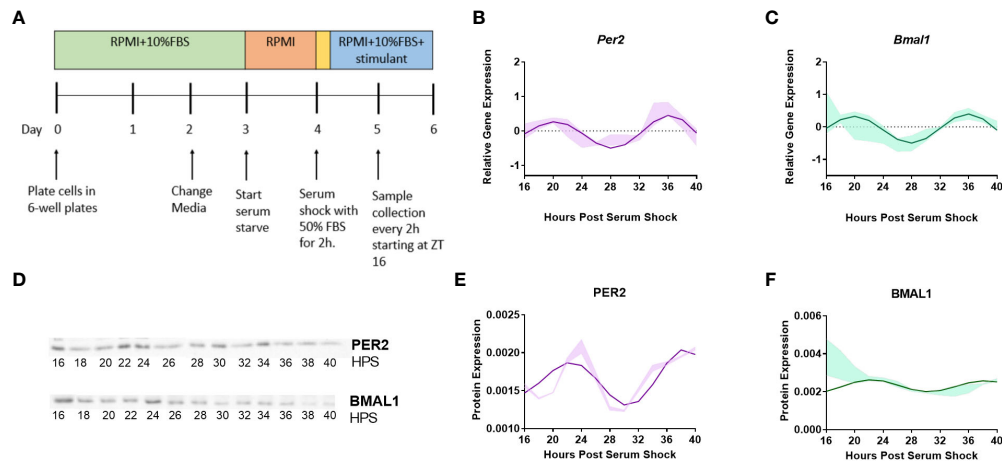 A
RPMI+10%FBS
RPMI
RPMI+10%FBS+
stimulant
Day
0
1
2
3
4
5
6
Plate cells in
6-well plates
Change
Media
Start
serum
starve
Serum
shock with
50% FBS
for 2h.
Sample
collection
every 2h
starting at ZT
16
B
Per2
Relative Gene Expression
2
1
0
-1
16 20 24 28 32 36 40
Hours Post Serum Shock
C
Bmal1
Relative Gene Expression
2
1
0
-1
16 20 24 28 32 36 40
Hours Post Serum Shock
D
PER2
16 18 20 22 24 26 28 30 32 34 36 38 40 HPS
BMAL1
16 18 20 22 24 26 28 30 32 34 36 38 40 HPS
E
PER2
Protein Expression
0.0025
0.0020
0.0015
0.0010
16 20 24 28 32 36 40
Hours Post Serum Shock
F
BMAL1
Protein Expression
0.006
0.004
0.002
0.000
16 20 24 28 32 36 40
Hours Post Serum Shock